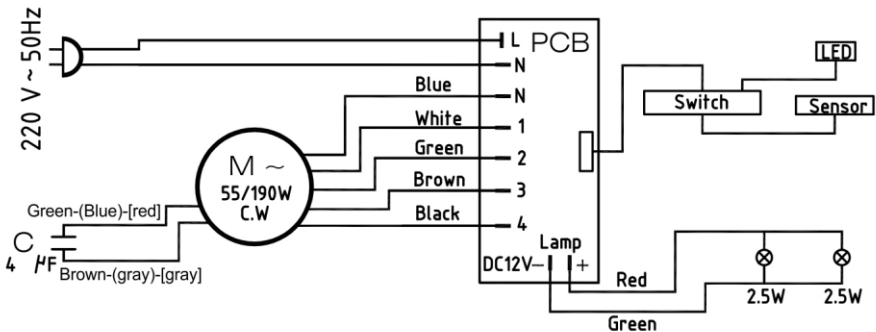 220 V ~ 50Hz
L PCB
N
Blue N
White 1
Green 2
Brown 3
Black 4
M ~
55/190W
C.W
Green-(Blue)-[red]
C
4 µF
Brown-(gray)-[gray]
Lamp
DC12V- +
Red
Green
LED
Switch
Sensor
2.5W 2.5W